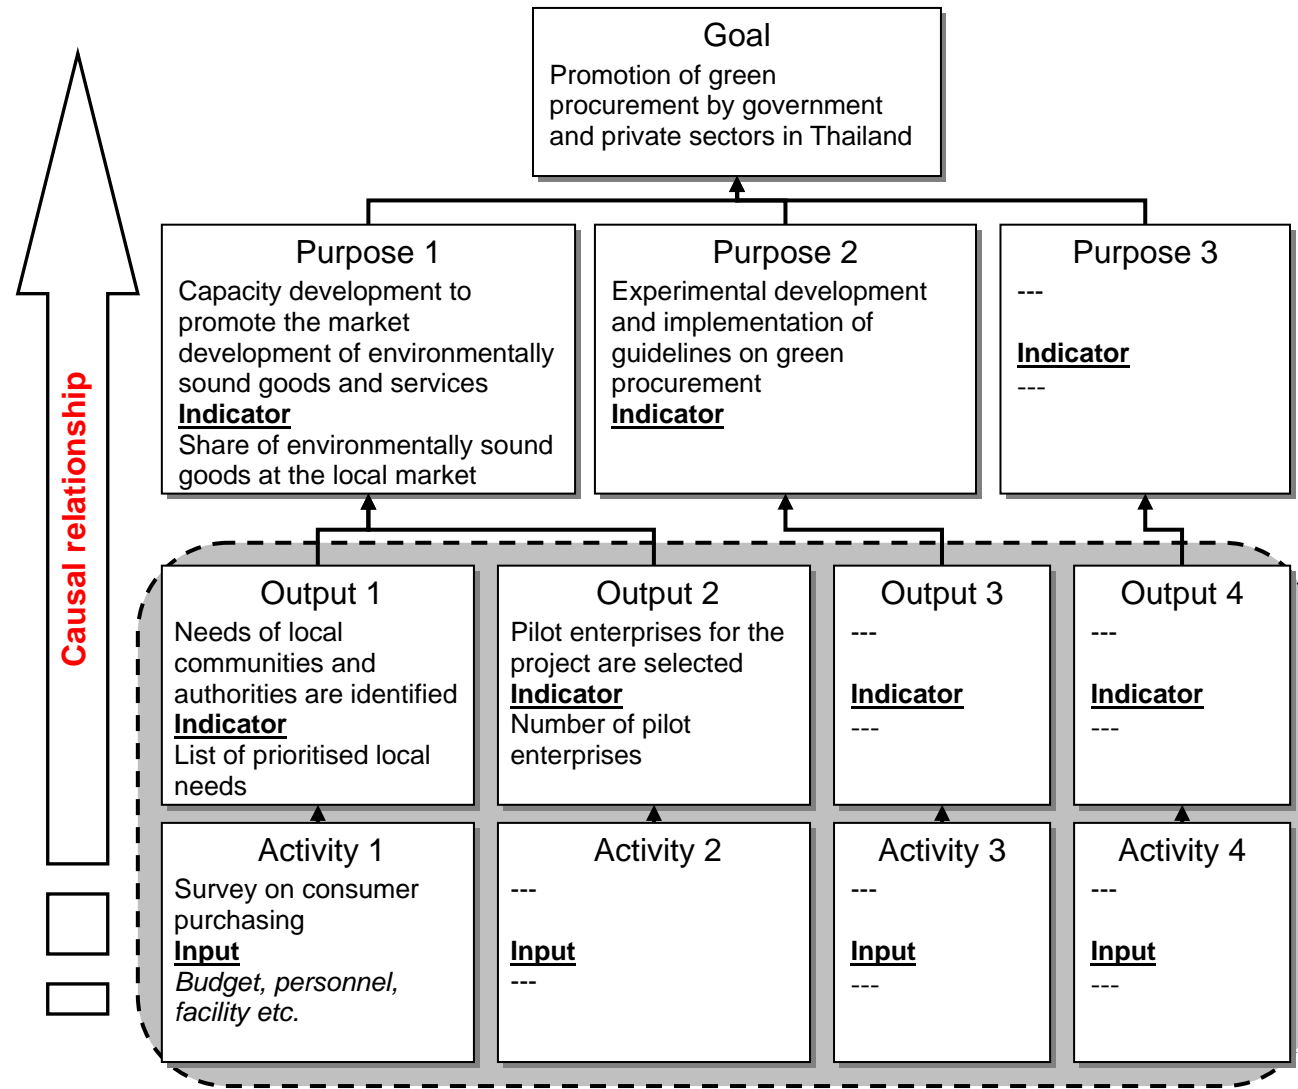 Goal
Promotion of green
procurement by government
and private sectors in Thailand
Causal relationship
Purpose 1
Capacity development to
promote the market
development of environmentally
sound goods and services
Indicator
Share of environmentally sound
goods at the local market
Purpose 2
Experimental development
and implementation of
guidelines on green
procurement
Indicator
Purpose 3
---
Indicator
---
Output 1
Needs of local
communities and
authorities are identified
Indicator
List of prioritised local
needs
Output 2
Pilot enterprises for the
project are selected
Indicator
Number of pilot
enterprises
Output 3
---
Indicator
---
Output 4
---
Indicator
---
Activity 1
Survey on consumer
purchasing
Input
Budget, personnel,
facility etc.
Activity 2
---
Input
---
Activity 3
---
Input
---
Activity 4
---
Input
---